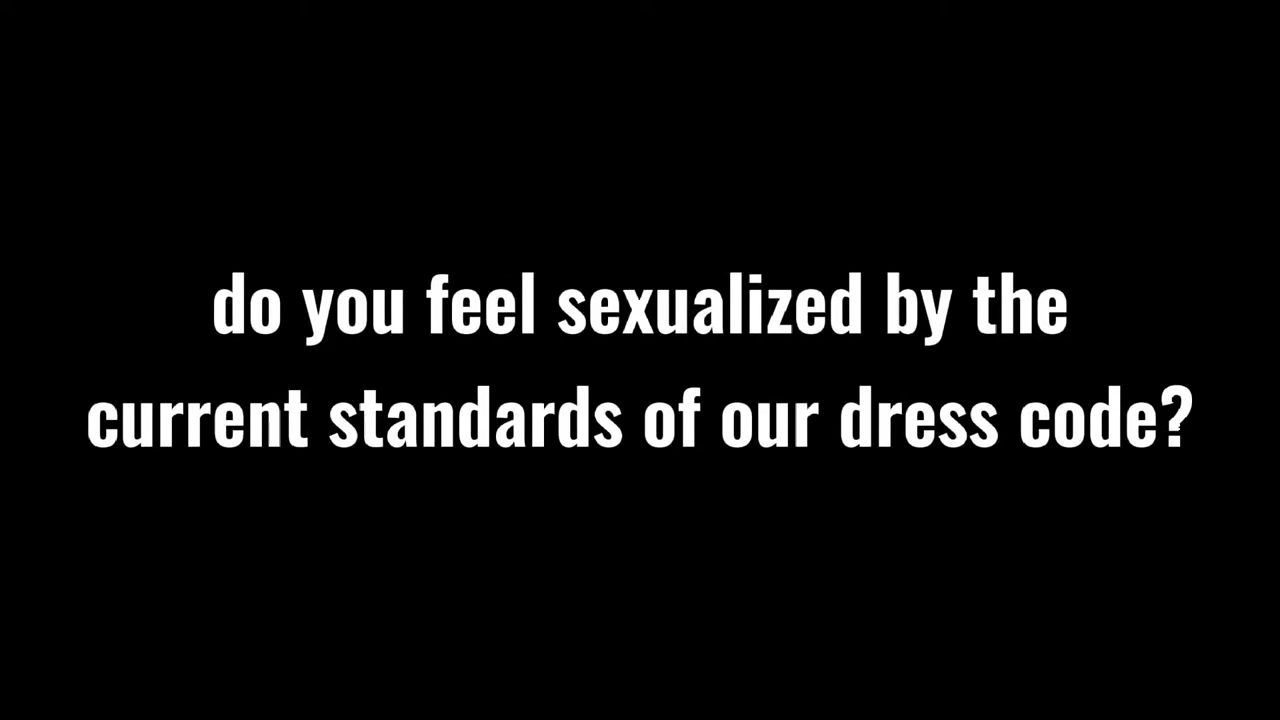 do you feel sexualized by the
current standards of our dress code?